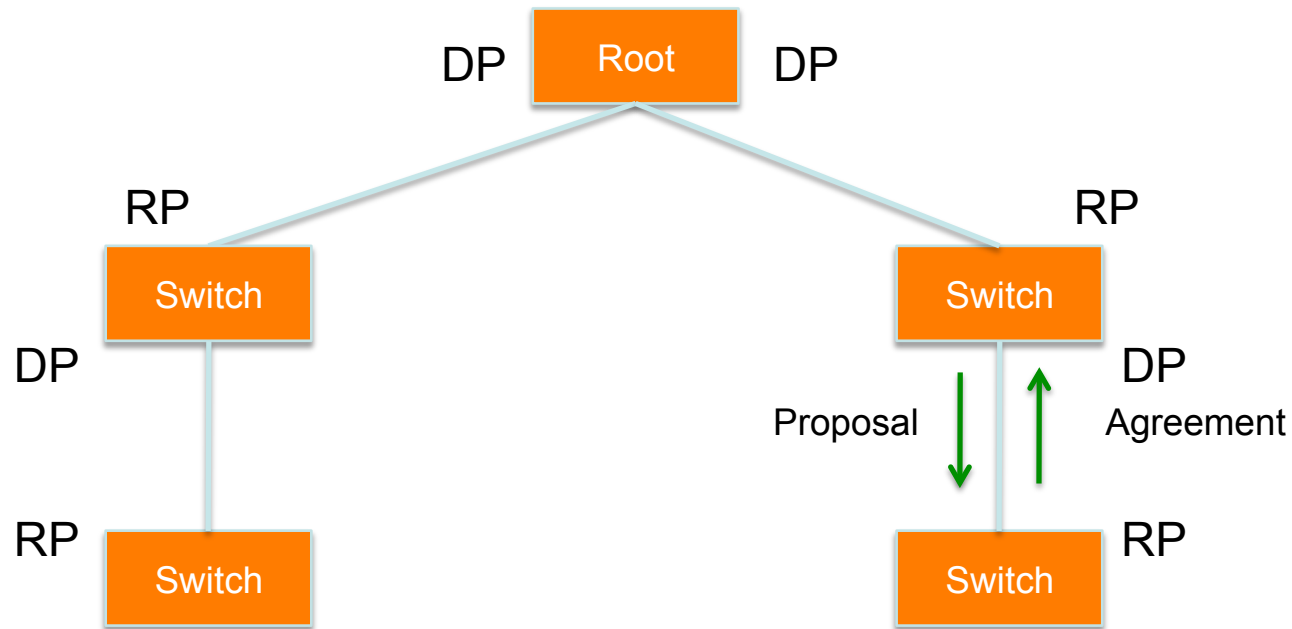 DP
Root
DP
RP
RP
Switch
Switch
DP
DP
Proposal
Agreement
RP
RP
Switch
Switch